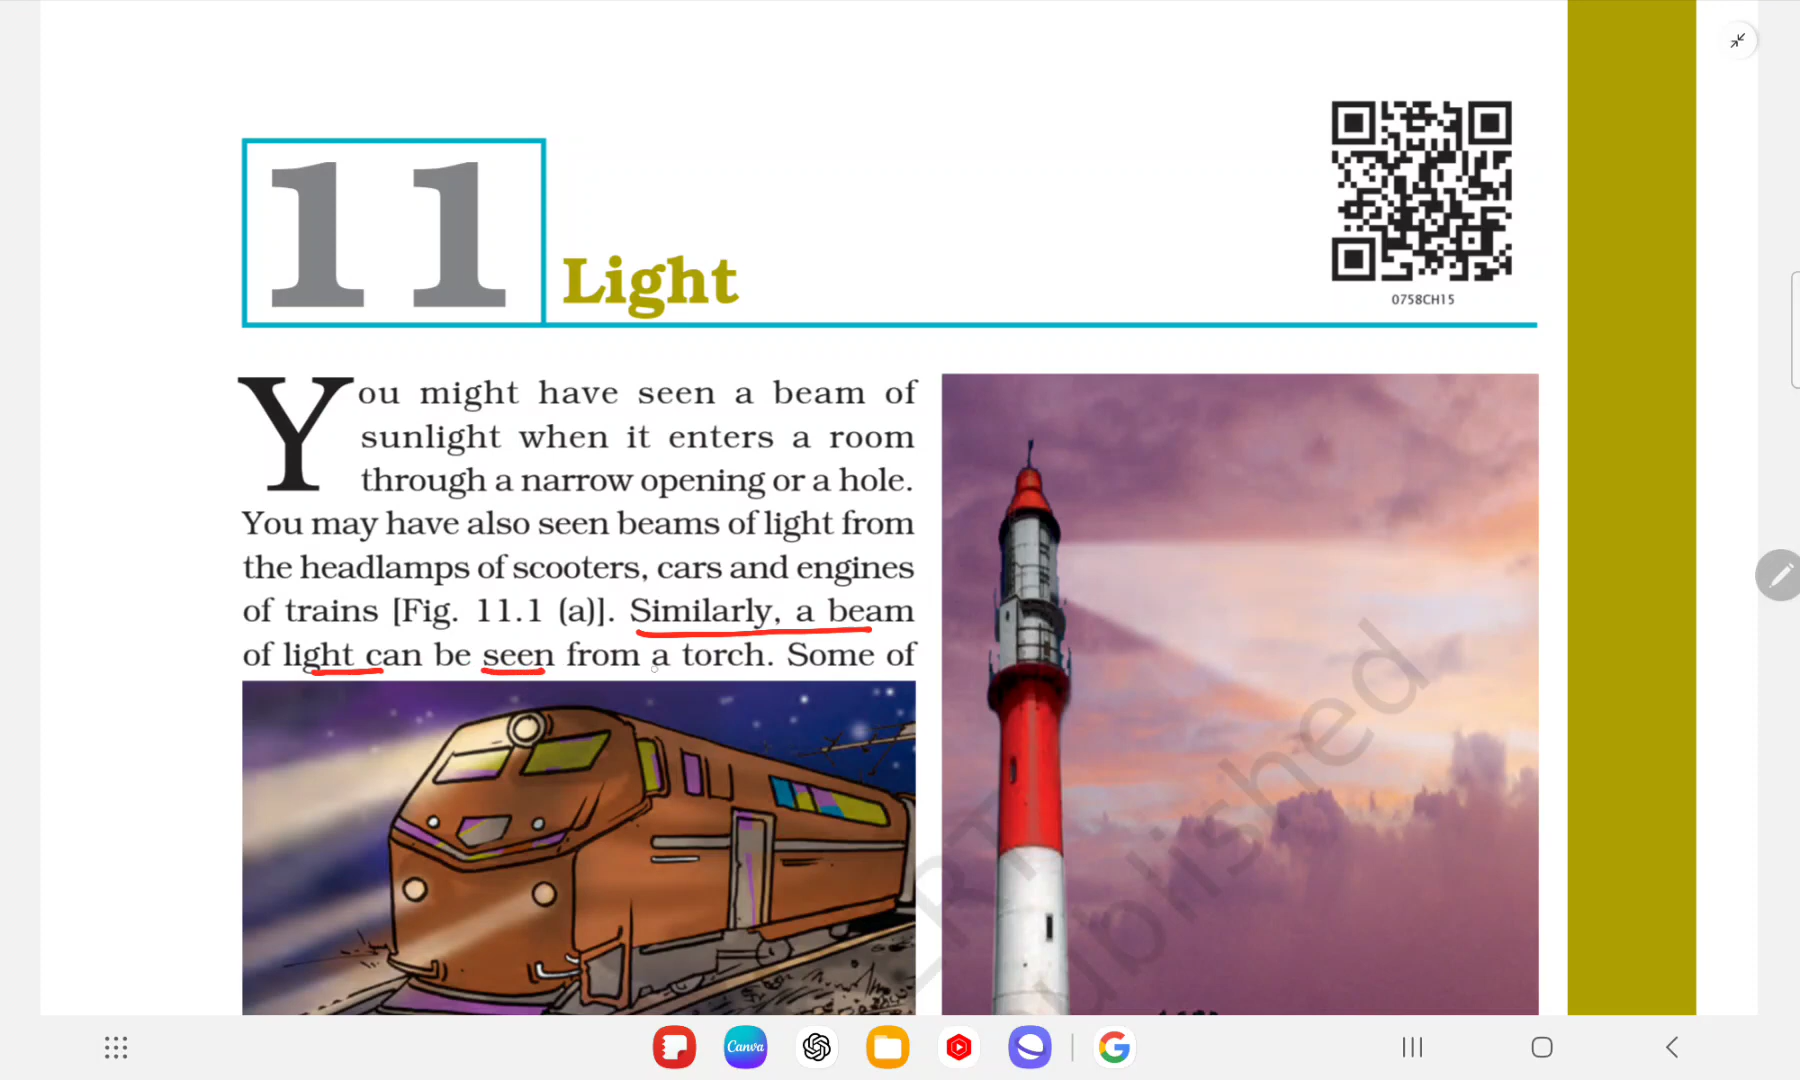 11
Light
0758CH15
You might have seen a beam of
sunlight when it enters a room
through a narrow opening or a hole.
You may have also seen beams of light from
the headlamps of scooters, cars and engines
of trains [Fig. 11.1 (a)]. Similarly, a beam
of light can be seen from a torch. Some of
ublished
Canva